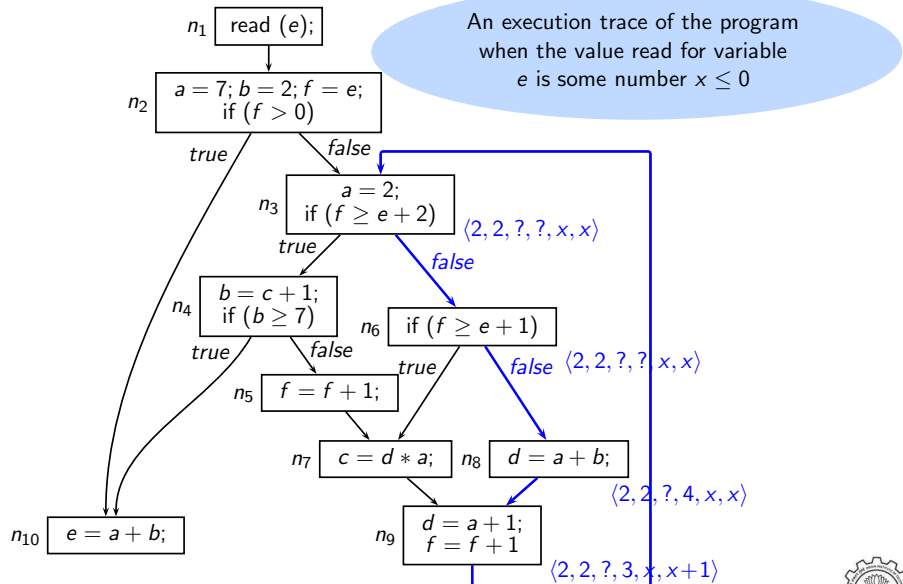 An execution trace of the program
when the value read for variable
e is some number x ≤ 0
n₁ read (e);
n₂ a = 7; b = 2; f = e;
if (f > 0)
true false
n₃ a = 2;
if (f ≥ e + 2)
⟨2, 2, ?, ?, x, x⟩
true false
n₄ b = c + 1;
if (b ≥ 7)
n₆ if (f ≥ e + 1)
true false true false ⟨2, 2, ?, ?, x, x⟩
n₅ f = f + 1;
n₇ c = d ∗ a; n₈ d = a + b;
⟨2, 2, ?, 4, x, x⟩
n₁₀ e = a + b; n₉ d = a + 1;
f = f + 1
⟨2, 2, ?, 3, x, x+1⟩